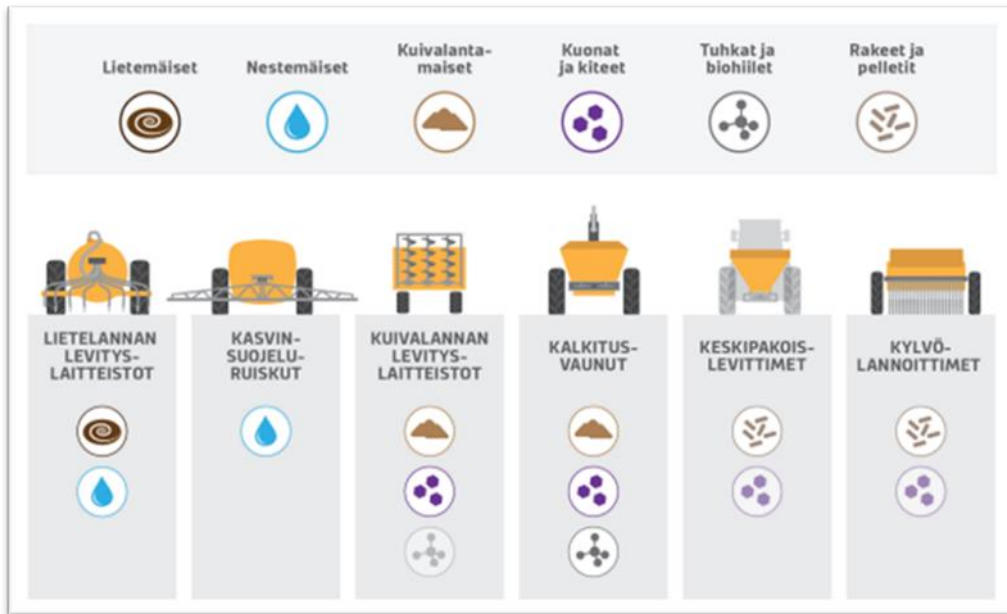 Lietemäiset
Nestemäiset
Kuivalanta-
maiset
Kuonat
ja kiteet
Tuhkat ja
biohiilet
Rakeet ja
pelletit
LIETELANNAN
LEVITYS-
LAITTEISTOT
KASVIN-
SUOJELU-
RUISKUT
KUIVALANNAN
LEVITYS-
LAITTEISTOT
KALKITUS-
VAUNUT
KESKIPAKOIS-
LEVITTIMET
KYLVÖ-
LANNOITTIMET